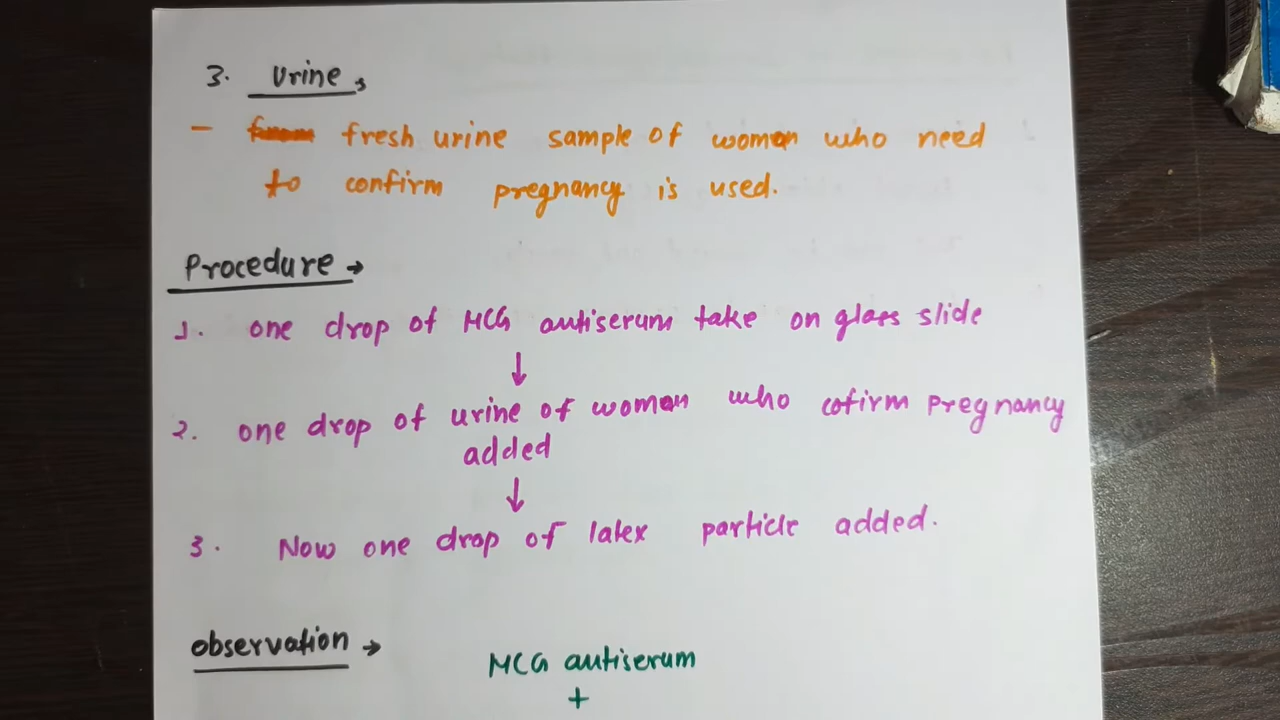 3. Urine →
- fresh urine sample of woman who need
to confirm pregnancy is used.
Procedure →
1. one drop of HCG antiserum take on glass slide
↓
2. one drop of urine of woman who cofirm pregnancy
added
↓
3. Now one drop of latex particle added.
observation →
HCG antiserum
+